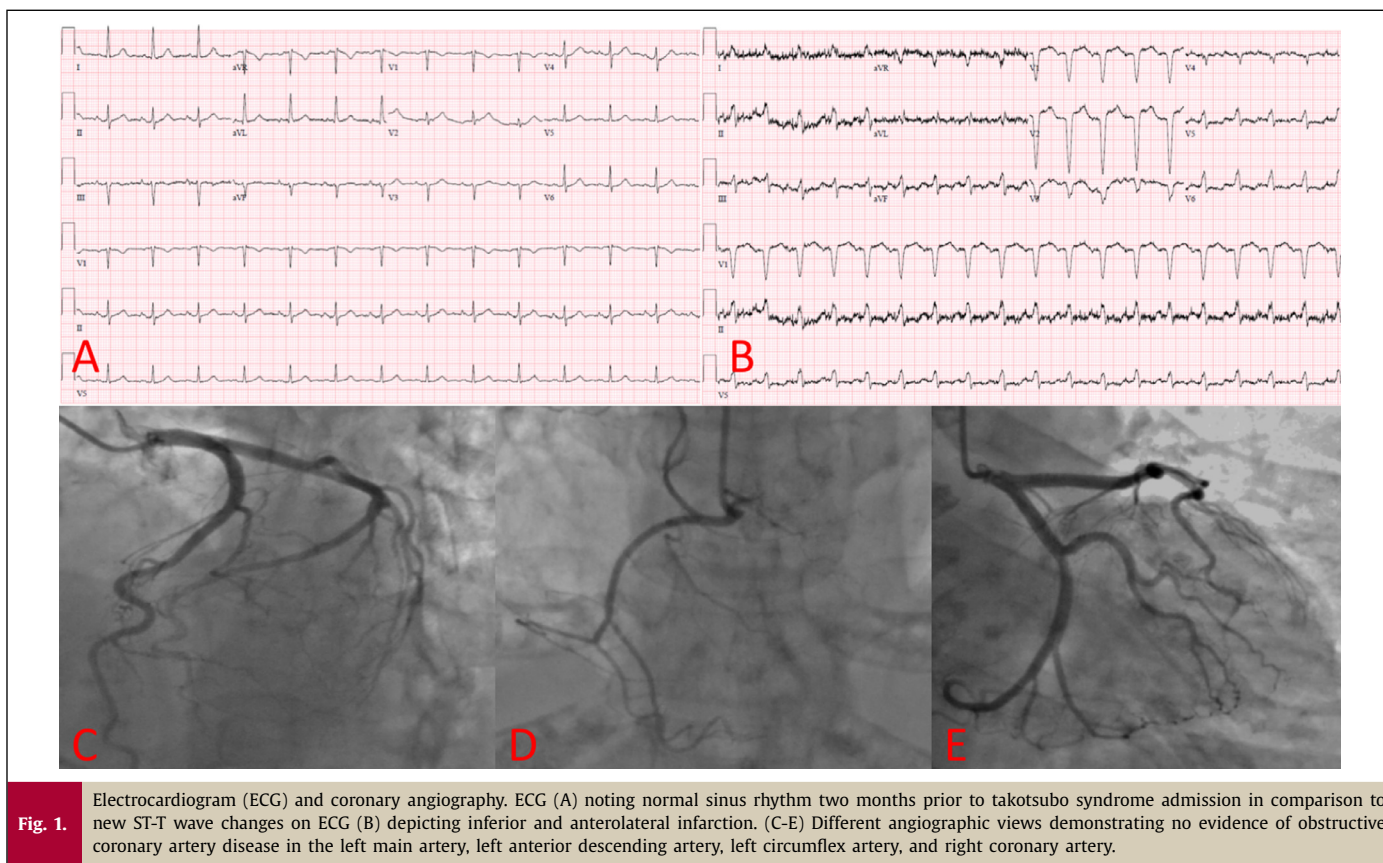 I aVR V1 V4
II aVL V2 V5
III aVF V3 V6
V1
II
V5
A
I aVR V1 V4
II aVL V2 V5
III aVF V3 V6
V1
II
V5
B
C
D
E
Fig. 1.
Electrocardiogram (ECG) and coronary angiography. ECG (A) noting normal sinus rhythm two months prior to takotsubo syndrome admission in comparison to
new ST-T wave changes on ECG (B) depicting inferior and anterolateral infarction. (C-E) Different angiographic views demonstrating no evidence of obstructive
coronary artery disease in the left main artery, left anterior descending artery, left circumflex artery, and right coronary artery.